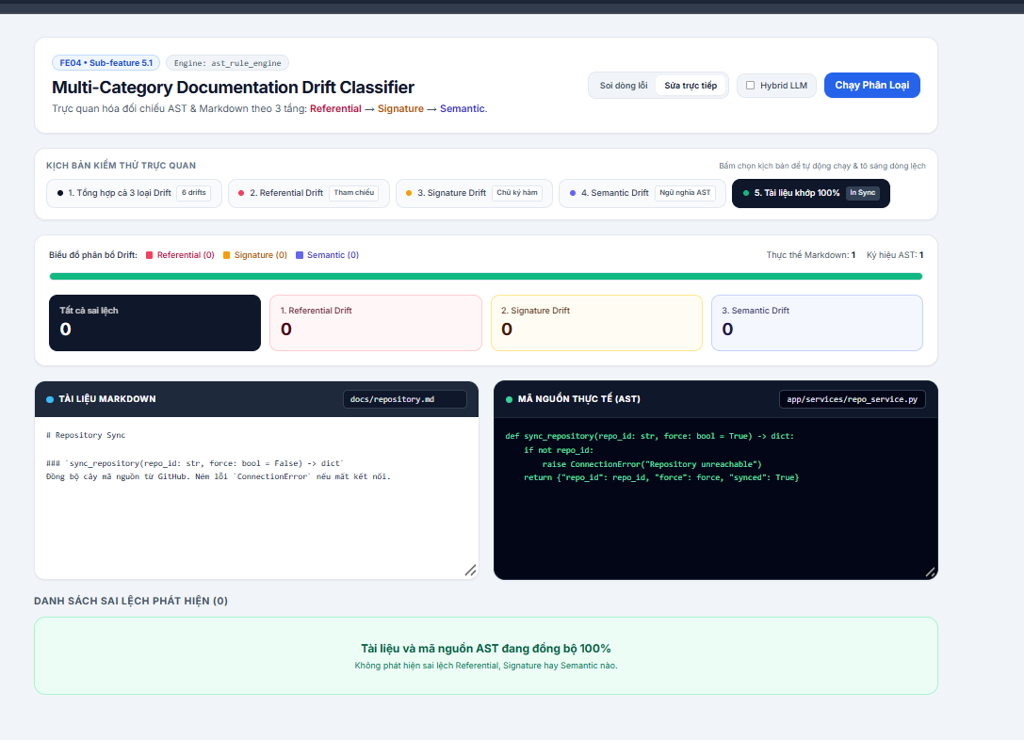 FE04 • Sub-feature 5.1
Engine: ast_rule_engine
Multi-Category Documentation Drift Classifier
Trực quan hóa đối chiếu AST & Markdown theo 3 tầng: Referential → Signature → Semantic.
Soi dòng lỗi
Sửa trực tiếp
Hybrid LLM
Chạy Phân Loại
KỊCH BẢN KIỂM THỬ TRỰC QUAN
Bấm chọn kịch bản để tự động chạy & tô sáng dòng lệch
1. Tổng hợp cả 3 loại Drift
6 drifts
2. Referential Drift
Tham chiếu
3. Signature Drift
Chữ ký hàm
4. Semantic Drift
Ngữ nghĩa AST
5. Tài liệu khớp 100%
In Sync
Biểu đồ phân bổ Drift:
Referential (0)
Signature (0)
Semantic (0)
Thực thể Markdown: 1
Ký hiệu AST: 1
Tất cả sai lệch
0
1. Referential Drift
0
2. Signature Drift
0
3. Semantic Drift
0
TÀI LIỆU MARKDOWN
docs/repository.md
# Repository Sync
### `sync_repository(repo_id: str, force: bool = False) -> dict`
Đồng bộ cây mã nguồn từ GitHub. Ném lỗi `ConnectionError` nếu mất kết nối.
MÃ NGUỒN THỰC TẾ (AST)
app/services/repo_service.py
def sync_repository(repo_id: str, force: bool = True) -> dict:
    if not repo_id:
        raise ConnectionError("Repository unreachable")
    return {"repo_id": repo_id, "force": force, "synced": True}
DANH SÁCH SAI LỆCH PHÁT HIỆN (0)
Tài liệu và mã nguồn AST đang đồng bộ 100%
Không phát hiện sai lệch Referential, Signature hay Semantic nào.